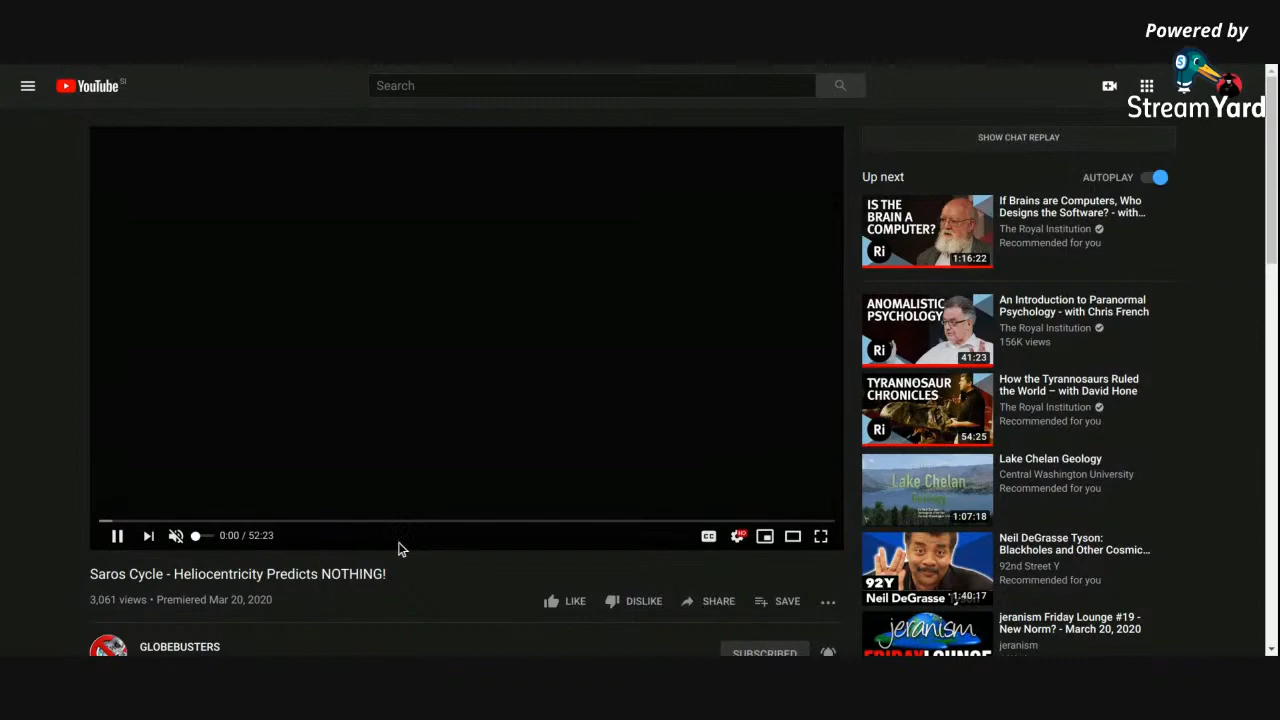 Powered by
StreamYard
YouTube SI
Search
SHOW CHAT REPLAY
Up next
AUTOPLAY
IS THE
BRAIN A
COMPUTER?
Ri
1:16:22
If Brains are Computers, Who
Designs the Software? - with...
The Royal Institution
Recommended for you
ANOMALISTIC
PSYCHOLOGY
Ri
41:23
An Introduction to Paranormal
Psychology - with Chris French
The Royal Institution
156K views
TYRANNOSAUR
CHRONICLES
Ri
54:25
How the Tyrannosaurs Ruled
the World – with David Hone
The Royal Institution
Recommended for you
Lake Chelan
Geology
1:07:18
Lake Chelan Geology
Central Washington University
Recommended for you
92Y
Neil DeGrasse
1:40:17
Neil DeGrasse Tyson:
Blackholes and Other Cosmic...
92nd Street Y
Recommended for you
jeranism
FRIDAY LOUNGE
jeranism Friday Lounge #19 -
New Norm? - March 20, 2020
jeranism
0:00 / 52:23
CC
HD
Saros Cycle - Heliocentricity Predicts NOTHING!
3,061 views • Premiered Mar 20, 2020
LIKE
DISLIKE
SHARE
SAVE
GLOBEBUSTERS
SUBSCRIBED